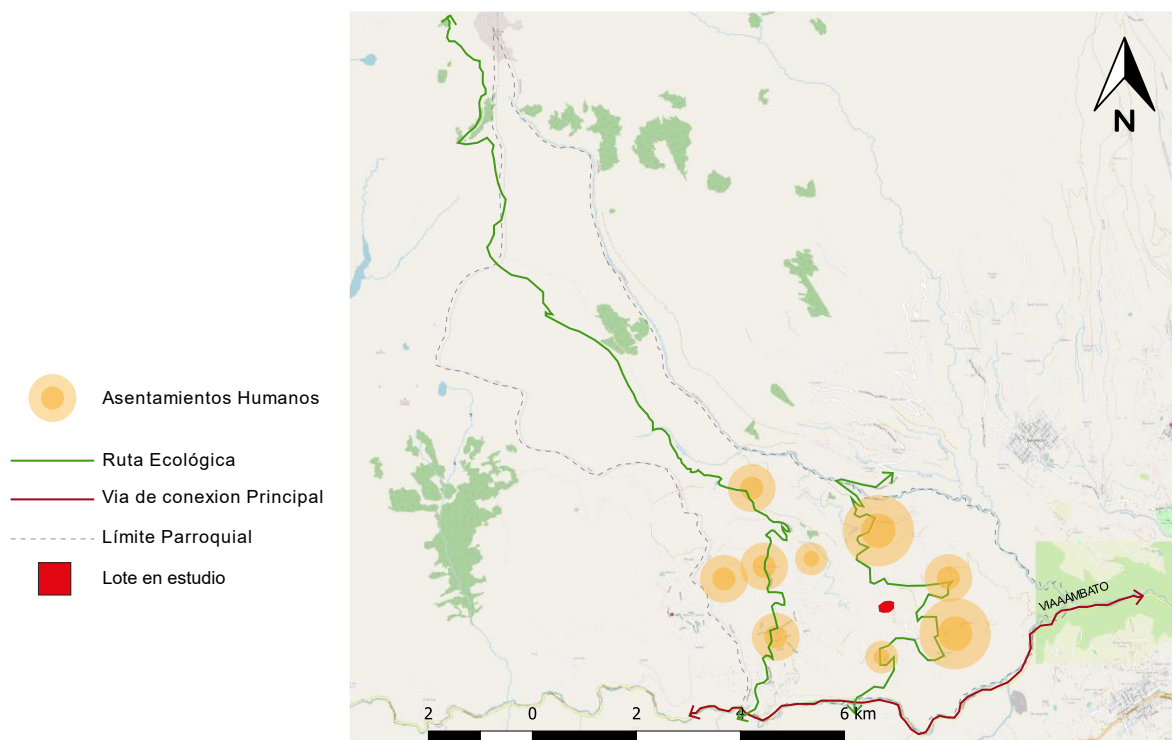 N
Asentamientos Humanos
Ruta Ecológica
Via de conexion Principal
Límite Parroquial
Lote en estudio
VIAAAMBATO
2 0 2 4 6 km